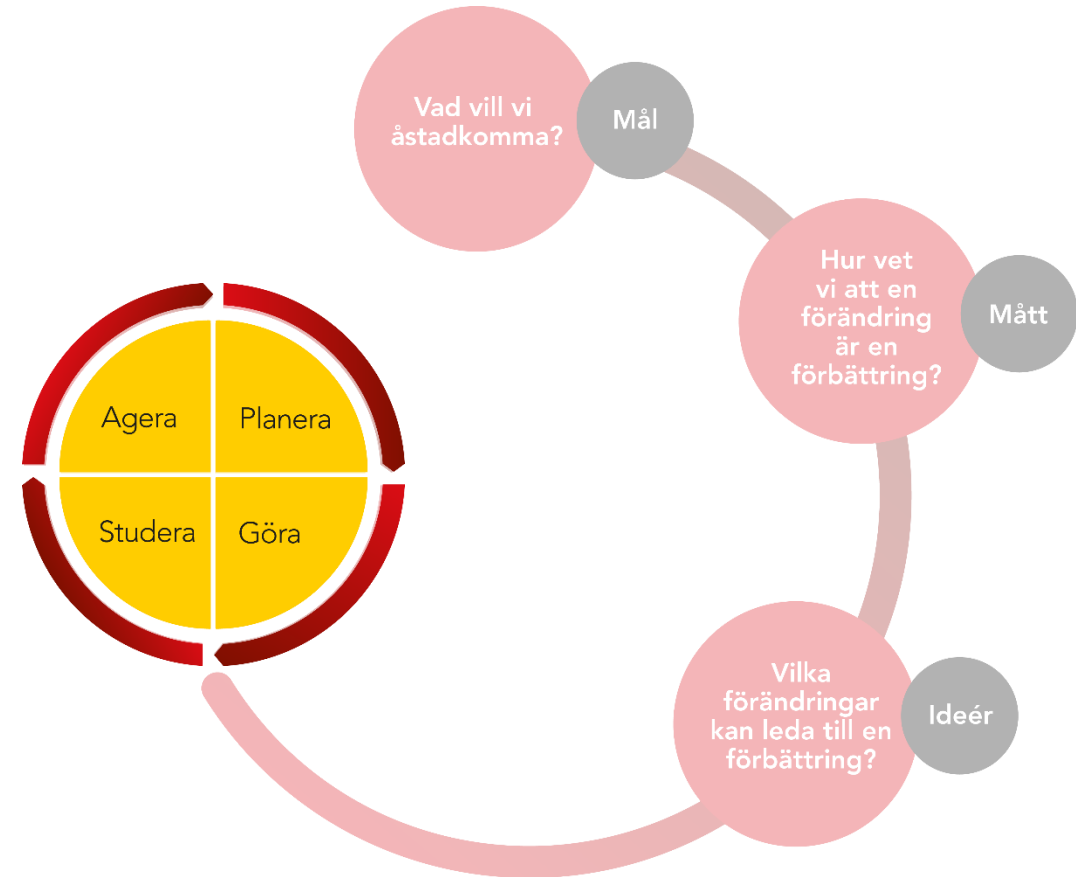 Vad vill vi
åstadkomma?
Mål
Hur vet
vi att en
förändring
är en
förbättring?
Mått
Vilka
förändringar
kan leda till en
förbättring?
Ideér
Agera
Planera
Studera
Göra